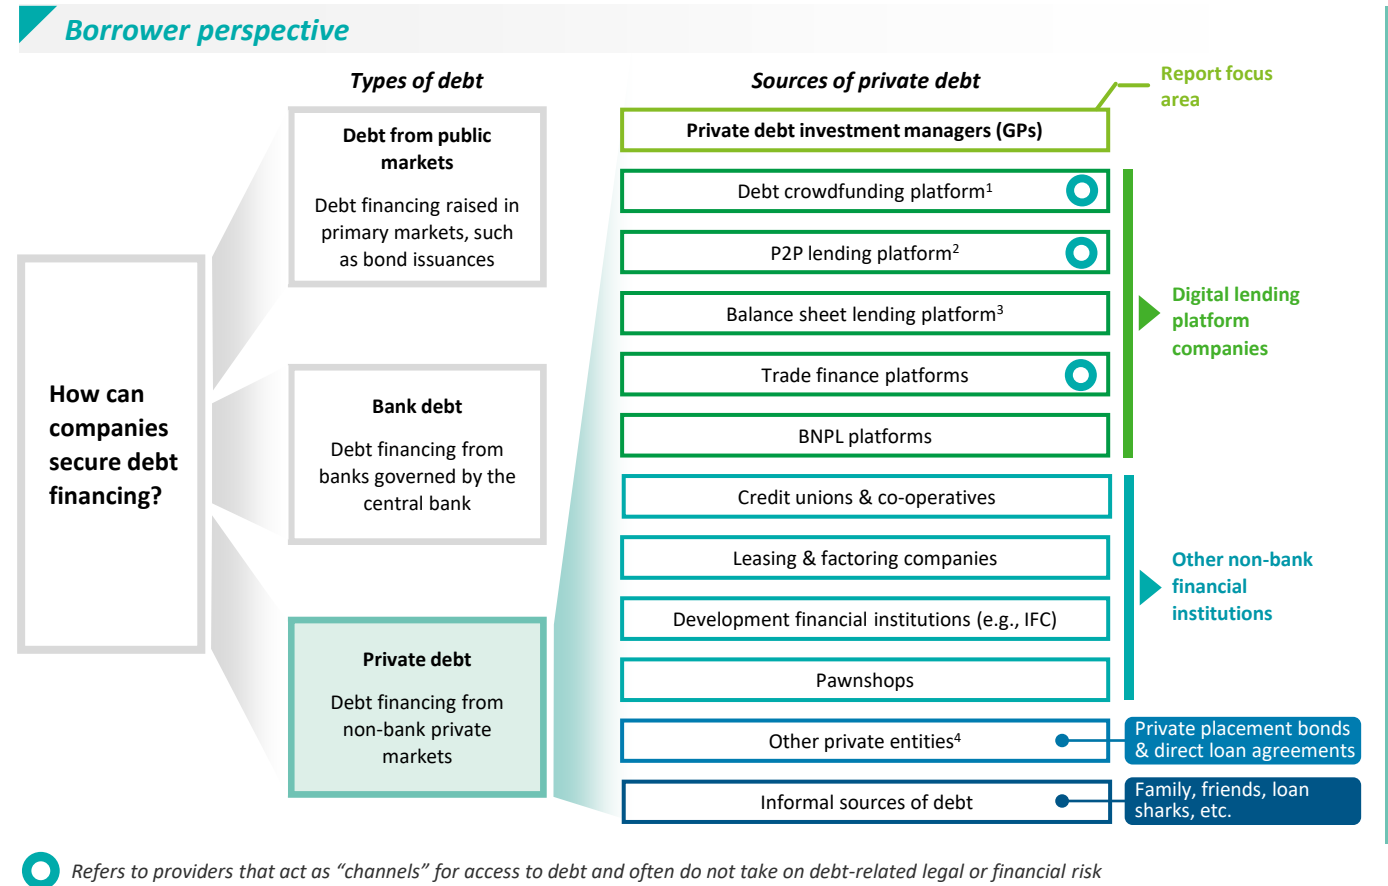 Borrower perspective
Types of debt
Sources of private debt
Report focus
area
How can
companies
secure debt
financing?
Debt from public
markets
Debt financing raised in
primary markets, such
as bond issuances
Bank debt
Debt financing from
banks governed by the
central bank
Private debt
Debt financing from
non-bank private
markets
Private debt investment managers (GPs)
Debt crowdfunding platform¹
P2P lending platform²
Balance sheet lending platform³
Trade finance platforms
BNPL platforms
Digital lending
platform
companies
Credit unions & co-operatives
Leasing & factoring companies
Development financial institutions (e.g., IFC)
Pawnshops
Other non-bank
financial
institutions
Other private entities⁴
Private placement bonds
& direct loan agreements
Informal sources of debt
Family, friends, loan
sharks, etc.
Refers to providers that act as “channels” for access to debt and often do not take on debt-related legal or financial risk